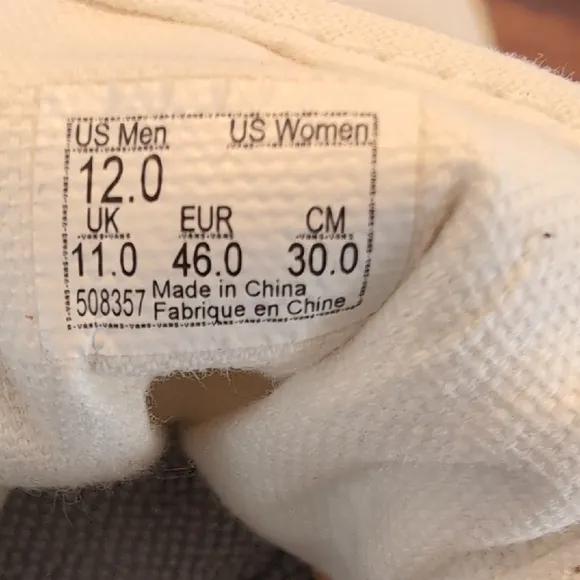 US Men US Women
12.0
UK EUR CM
11.0 46.0 30.0
508357 Made in China
Fabrique en Chine